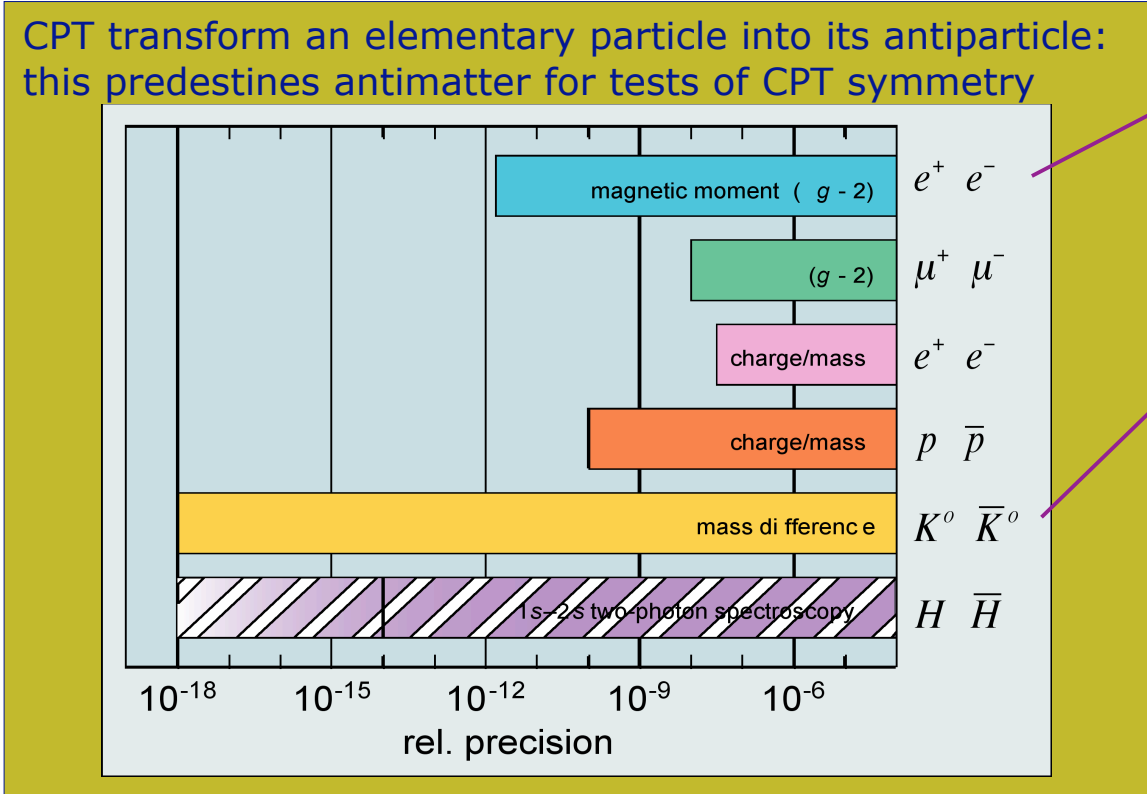 CPT transform an elementary particle into its antiparticle:
this predestines antimatter for tests of CPT symmetry
magnetic moment ( g - 2) e⁺ e⁻
(g - 2) μ⁺ μ⁻
charge/mass e⁺ e⁻
charge/mass p p̅
mass di fferenc e K⁰ K̅⁰
1s–2s two-photon spectroscopy H H̅
10⁻¹⁸ 10⁻¹⁵ 10⁻¹² 10⁻⁹ 10⁻⁶
rel. precision